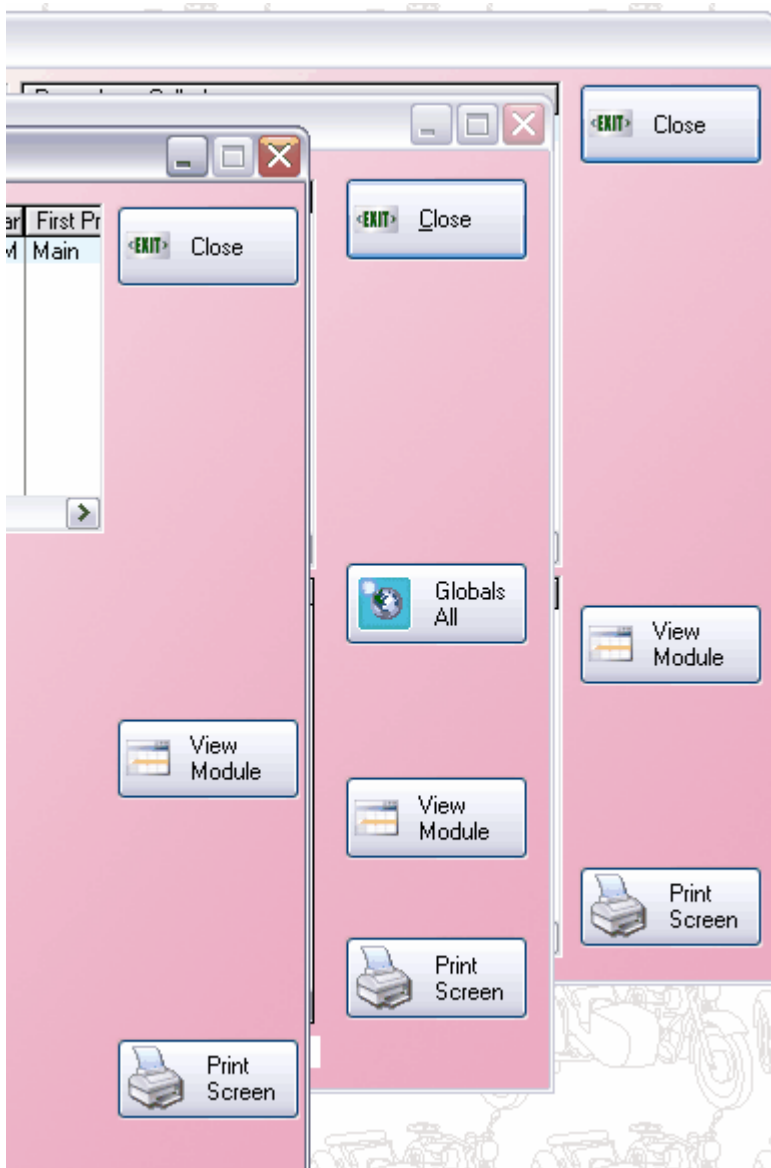 <EXIT> Close
<EXIT> Close
First Pr
<EXIT> Close
Main
Globals
All
View
Module
View
Module
View
Module
Print
Screen
Print
Screen
Print
Screen